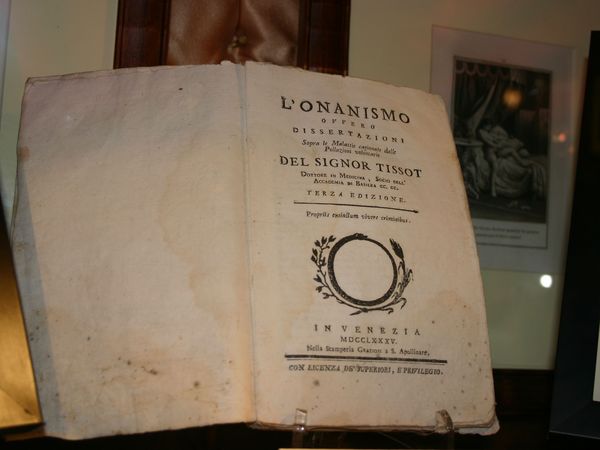 L'ONANISMO
OVVERO
DISSERTAZIONI
Sopra le Malattie cagionate dalle
Polluzioni volontarie
DEL SIGNOR TISSOT
DOTTORE IN MEDICINA, SOCIO DELL'
ACCADEMIA DI BASILEA EC. EC.
TERZA EDIZIONE.
Propriis extinctum vivere criminibus.
IN VENEZIA
MDCCLXXXV.
Nella Stamperia Graziosi a S. Apollinare,
CON LICENZA DE' SUPERIORI, E PRIVILEGIO.